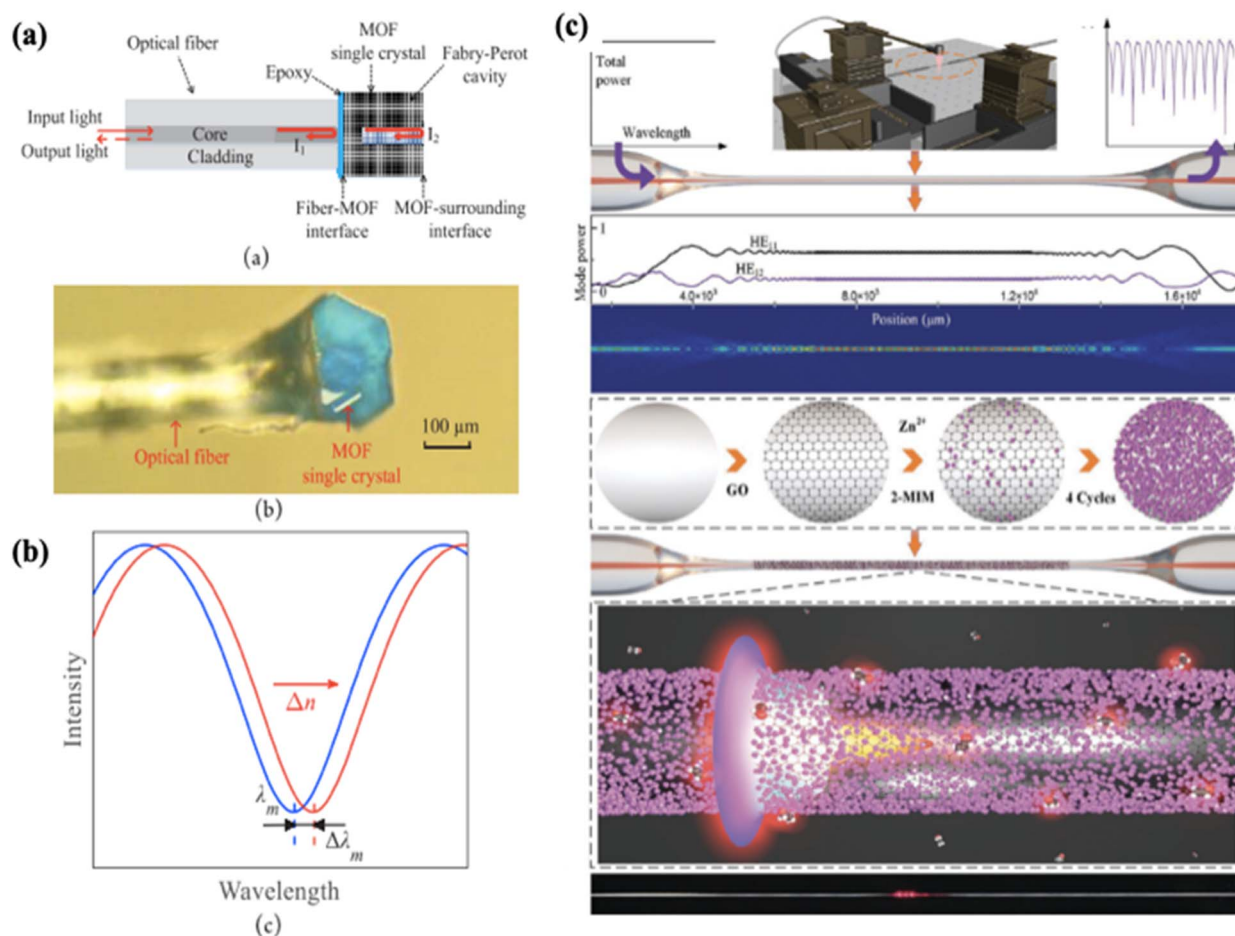 (a)
Optical fiber
MOF
single crystal
Fabry-Perot
cavity
Epoxy
Input light
Output light
Core
Cladding
I₁
I₂
Fiber-MOF
interface
MOF-surrounding
interface
(a)
Optical fiber
MOF
single crystal
100 μm
(b)
(b)
Intensity
Δn
λₘ
Δλₘ
Wavelength
(c)
(c)
Total
power
Wavelength
Mode power
1
0
HE₁₁
HE₁₂
4.0×10³
8.0×10³
1.2×10⁴
1.6×10⁴
Position (μm)
GO
Zn²⁺
2-MIM
4 Cycles